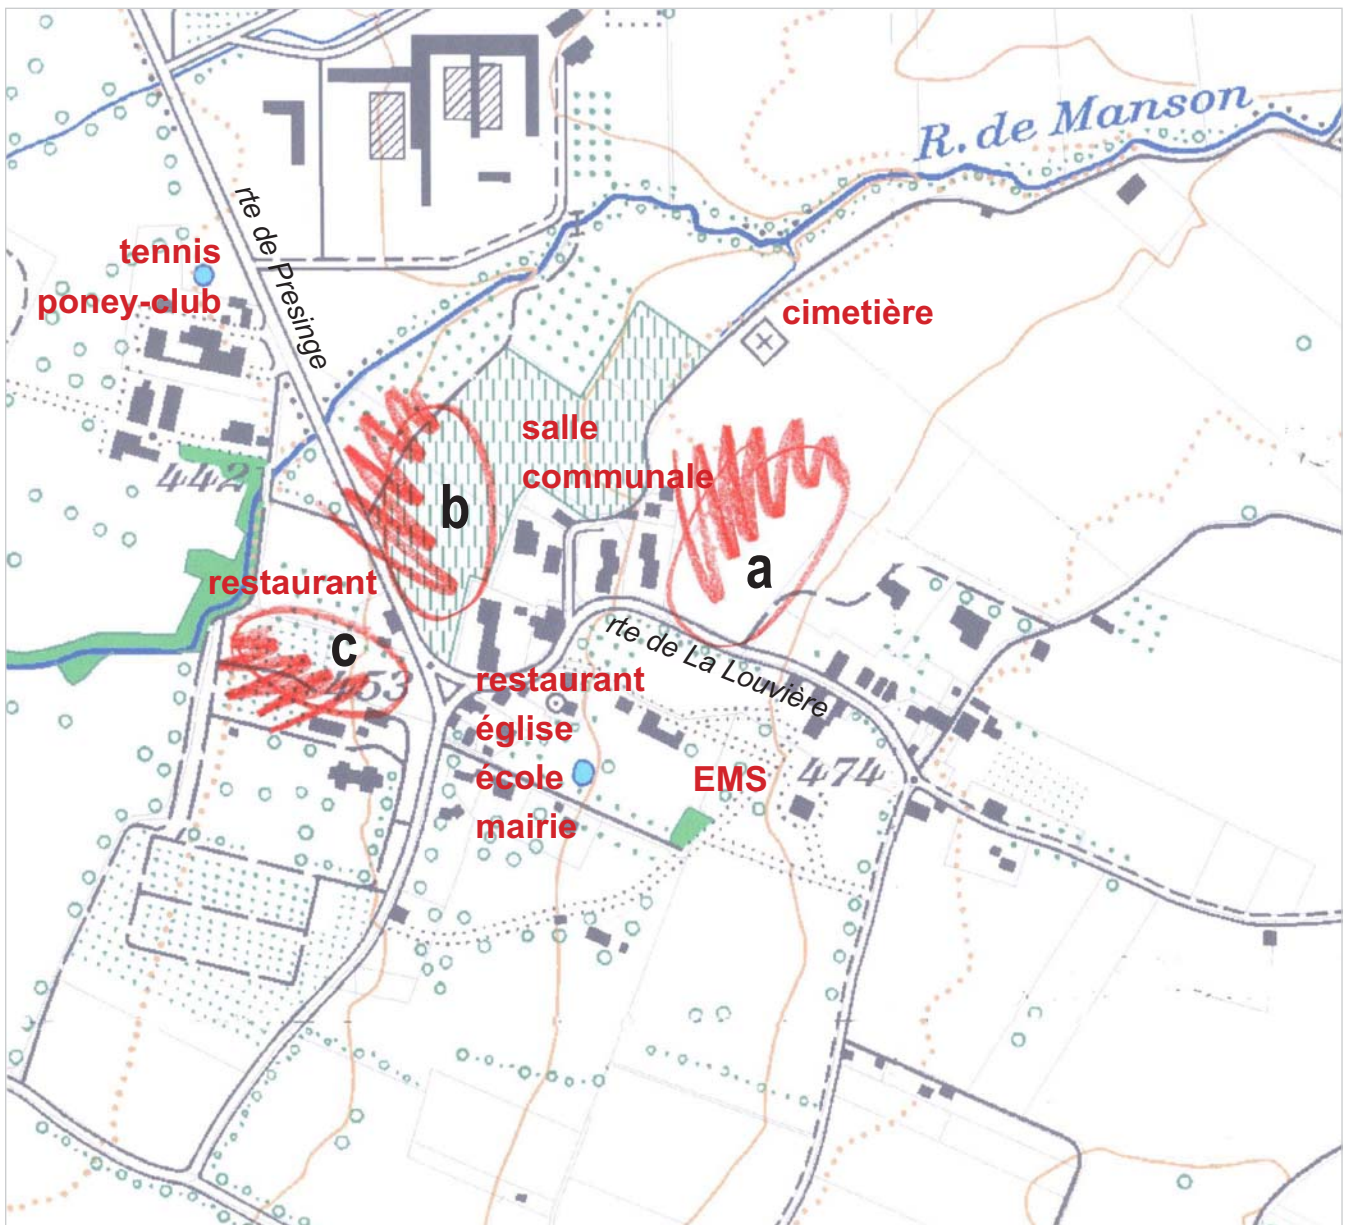 R. de Manson
rte de Presinge
tennis
poney-club
cimetière
salle
communale
442
b
a
restaurant
c
453
rte de La Louvière
restaurant
église
école
mairie
EMS
474